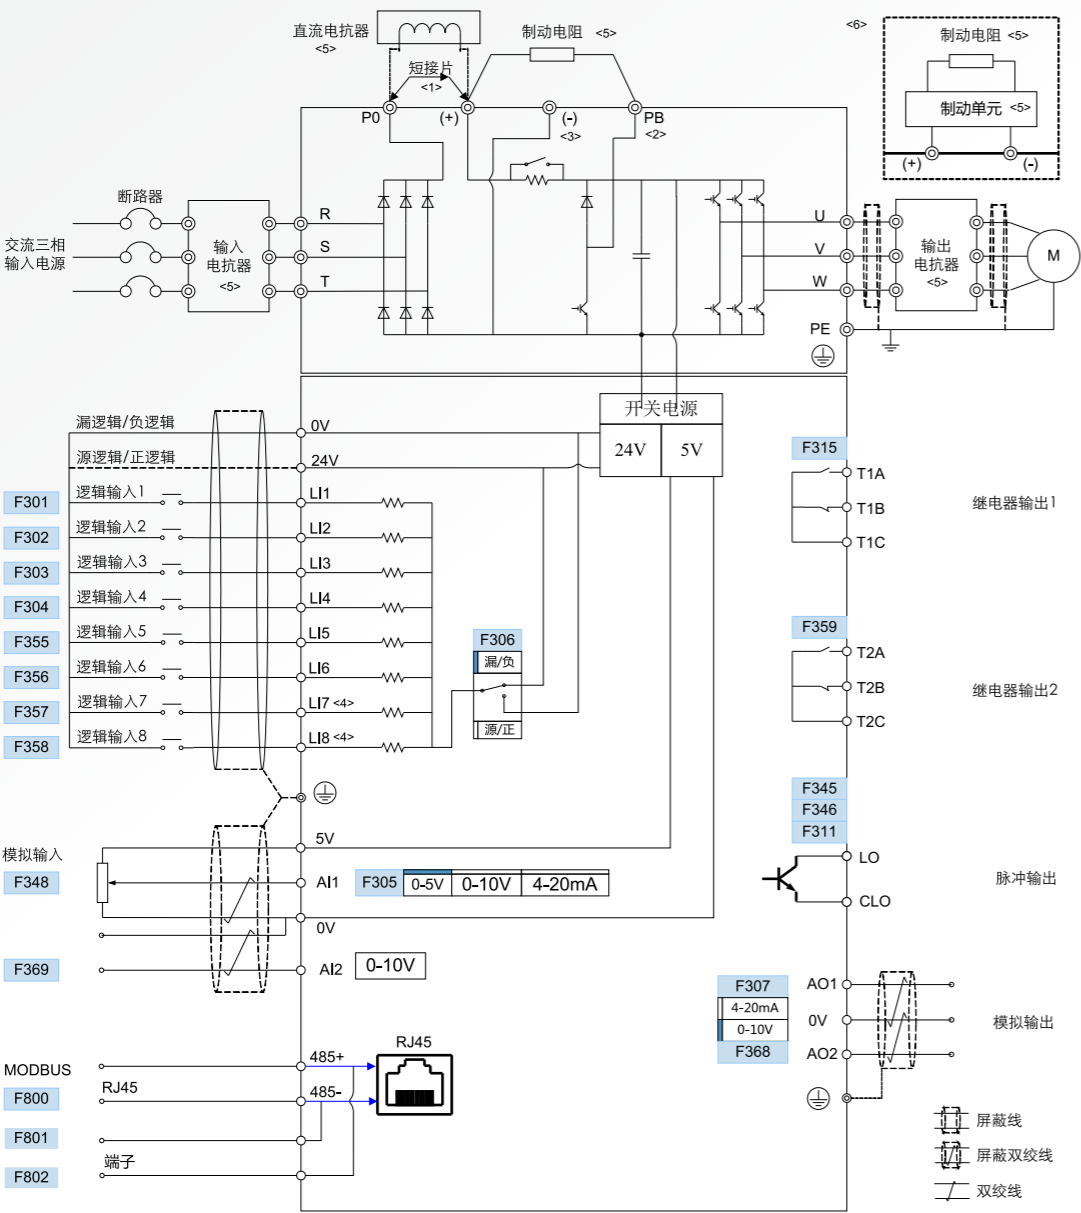 直流电抗器
<5>
短接片
<1>
制动电阻 <5>
<6>
制动电阻 <5>
制动单元 <5>
(+)
(-)
P0
(+)
(-)
<3>
PB
<2>
断路器
交流三相
输入电源
输入
电抗器
<5>
R
S
T
U
V
W
PE
输出
电抗器
<5>
M
开关电源
24V
5V
漏逻辑/负逻辑
0V
源逻辑/正逻辑
24V
F301
逻辑输入1
LI1
F302
逻辑输入2
LI2
F303
逻辑输入3
LI3
F304
逻辑输入4
LI4
F355
逻辑输入5
LI5
F356
逻辑输入6
LI6
F357
逻辑输入7
LI7 <4>
F358
逻辑输入8
LI8 <4>
F306
漏/负
源/正
F315
T1A
T1B
T1C
继电器输出1
F359
T2A
T2B
T2C
继电器输出2
F345
F346
F311
LO
CLO
脉冲输出
模拟输入
F348
5V
AI1
F305
0-5V
0-10V
4-20mA
0V
F369
AI2
0-10V
F307
4-20mA
0-10V
F368
AO1
0V
AO2
模拟输出
MODBUS
F800
F801
F802
RJ45
端子
485+
485-
RJ45
屏蔽线
屏蔽双绞线
双绞线